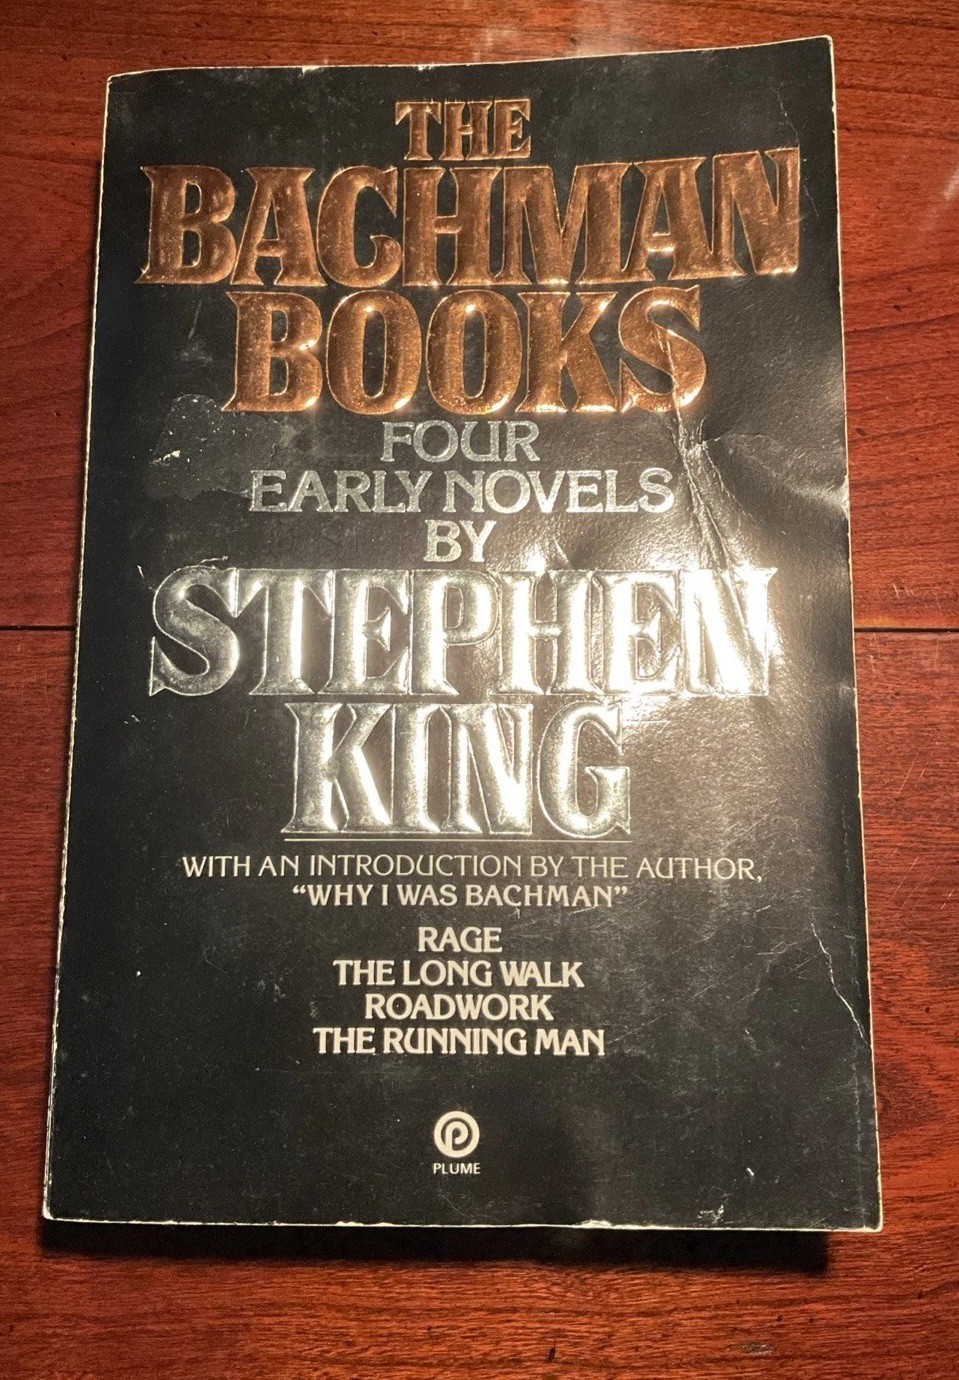 THE
BACHMAN
BOOKS
FOUR
EARLY NOVELS
BY
STEPHEN
KING
WITH AN INTRODUCTION BY THE AUTHOR,
“WHY I WAS BACHMAN”
RAGE
THE LONG WALK
ROADWORK
THE RUNNING MAN
P
PLUME